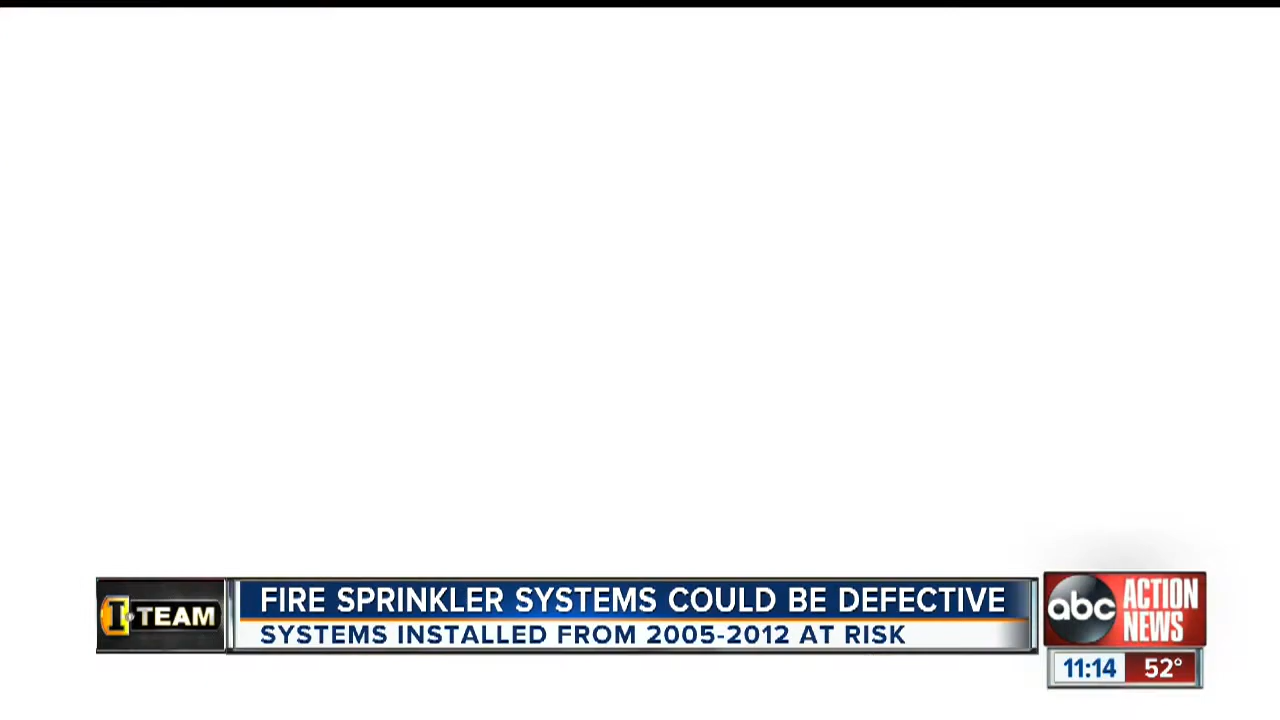 I-TEAM
FIRE SPRINKLER SYSTEMS COULD BE DEFECTIVE
SYSTEMS INSTALLED FROM 2005-2012 AT RISK
abc
ACTION
NEWS
11:14 52°